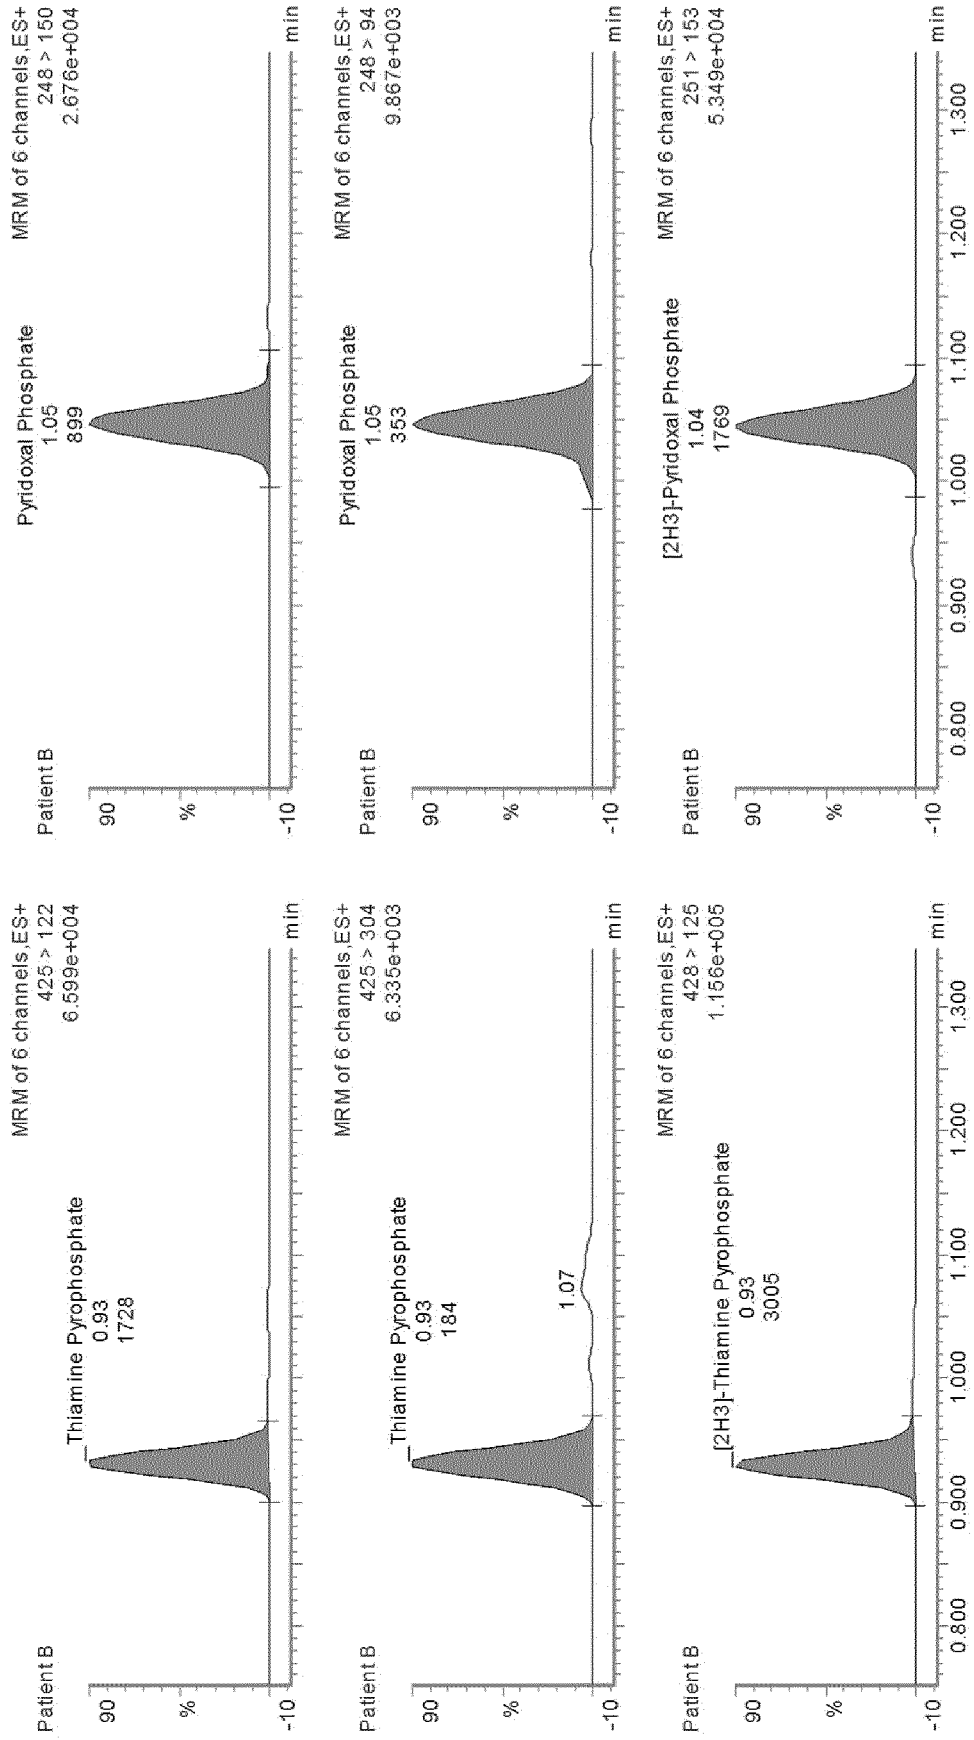 Patient B
MRM of 6 channels,ES+
425 > 122
6.599e+004
Thiamine Pyrophosphate
0.93
1728
90
%
-10
min
Patient B
MRM of 6 channels,ES+
425 > 304
6.335e+003
Thiamine Pyrophosphate
0.93
184
1.07
90
%
-10
min
Patient B
MRM of 6 channels,ES+
428 > 125
1.156e+005
[2H3]-Thiamine Pyrophosphate
0.93
3005
90
%
-10
min
0.800 0.900 1.000 1.100 1.200 1.300
Patient B
MRM of 6 channels,ES+
248 > 150
2.676e+004
Pyridoxal Phosphate
1.05
899
90
%
-10
min
Patient B
MRM of 6 channels,ES+
248 > 94
9.867e+003
Pyridoxal Phosphate
1.05
353
90
%
-10
min
Patient B
MRM of 6 channels,ES+
251 > 153
5.349e+004
[2H3]-Pyridoxal Phosphate
1.04
1769
90
%
-10
min
0.800 0.900 1.000 1.100 1.200 1.300